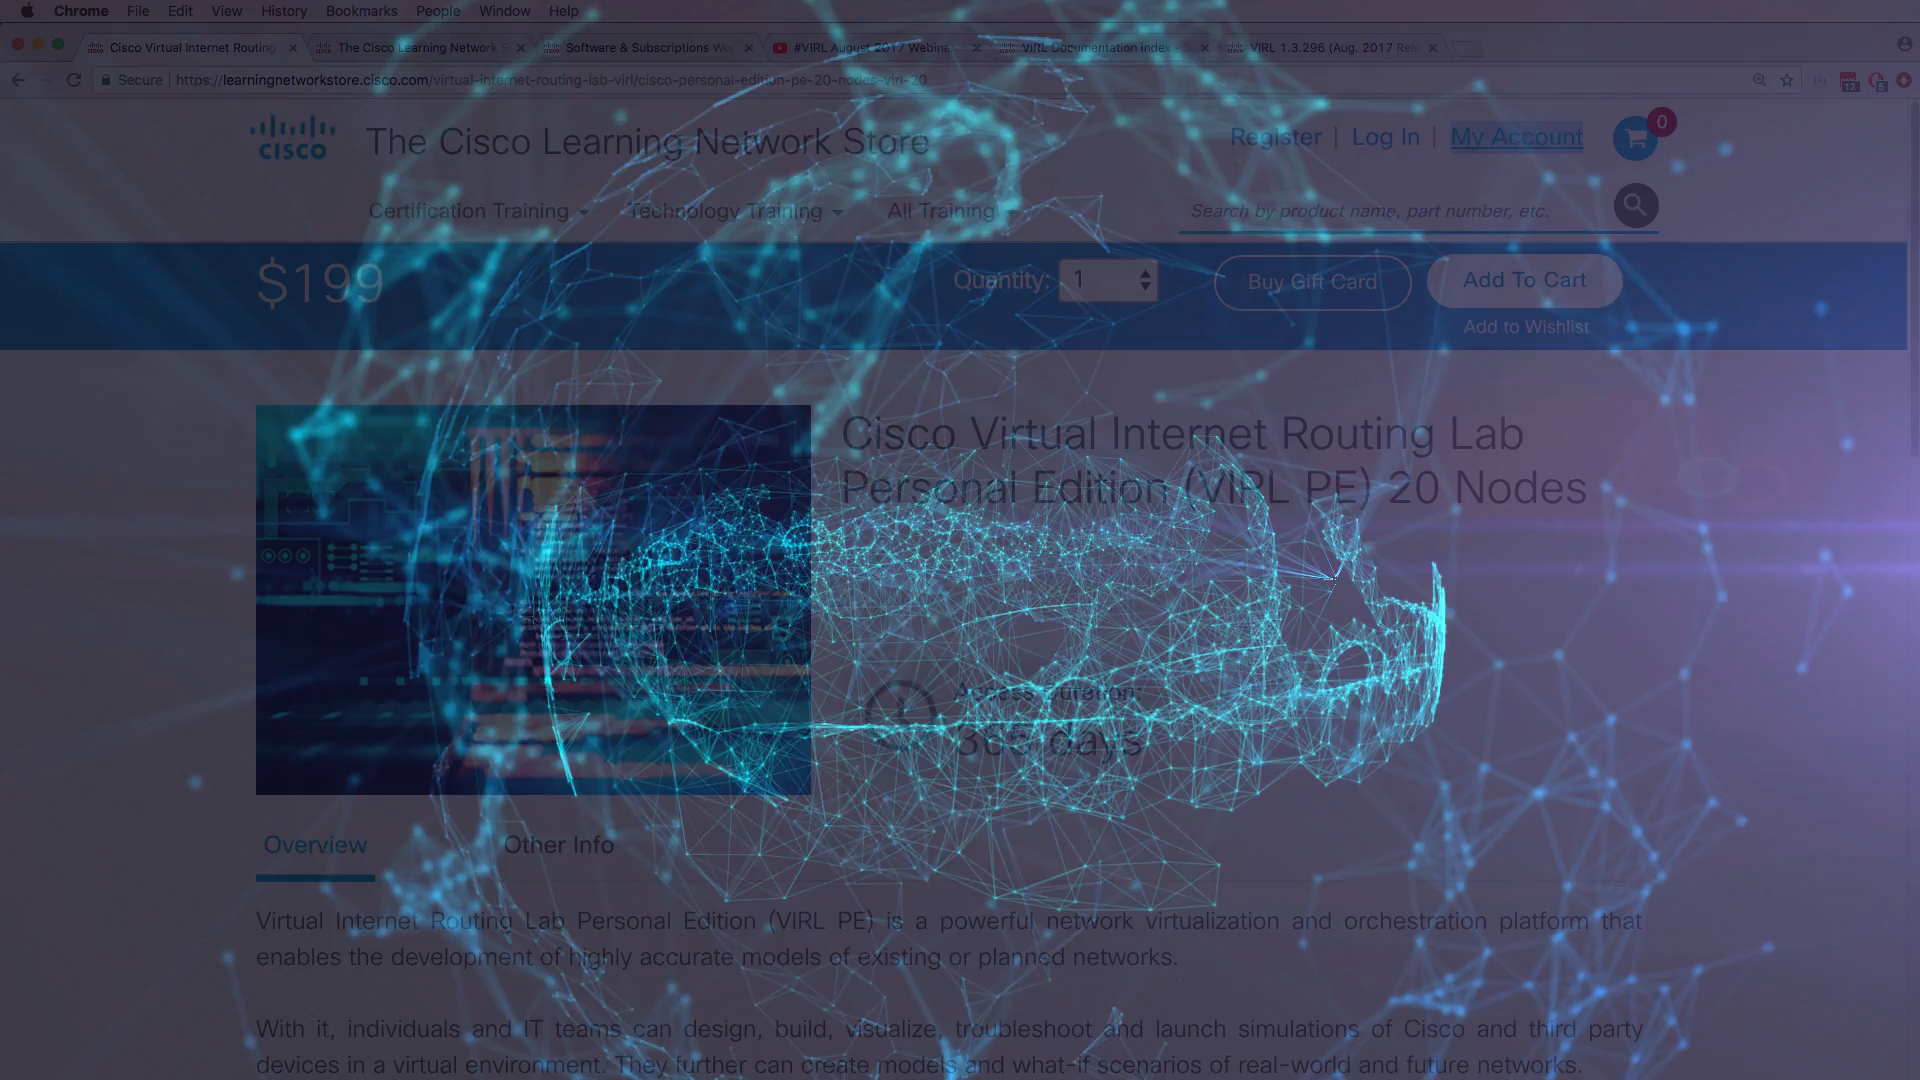 Chrome File Edit View History Bookmarks People Window Help
Cisco Virtual Internet Routing
The Cisco Learning Network S
Software & Subscriptions Wo
#VIRL August 2017 Webina
VIRL Documentation Index -
VIRL 1.3.296 (Aug. 2017 Rele
Secure https://learningnetworkstore.cisco.com/virtual-internet-routing-lab-virl/cisco-personal-edition-pe-20-nodes-virl-20
12
5
CISCO
The Cisco Learning Network Store
Register | Log In | My Account
0
Certification Training
Technology Training
All Training
Search by product name, part number, etc.
$199
Quantity: 1
Buy Gift Card
Add To Cart
Add to Wishlist
Cisco Virtual Internet Routing Lab
Personal Edition (VIRL PE) 20 Nodes
Access Duration:
365 days
Overview
Other Info
Virtual Internet Routing Lab Personal Edition (VIRL PE) is a powerful network virtualization and orchestration platform that
enables the development of highly accurate models of existing or planned networks.
With it, individuals and IT teams can design, build, visualize, troubleshoot and launch simulations of Cisco and third party
devices in a virtual environment. They further can create models and what-if scenarios of real-world and future networks.